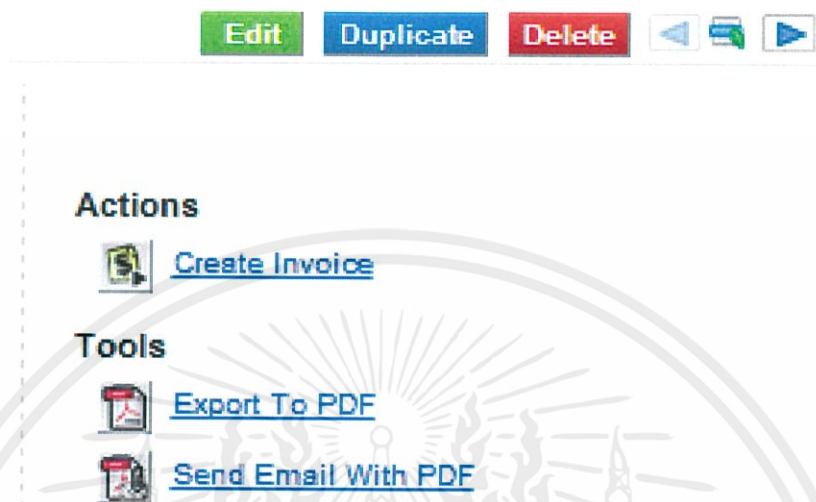 Edit Duplicate Delete
Actions
Create Invoice
Tools
Export To PDF
Send Email With PDF